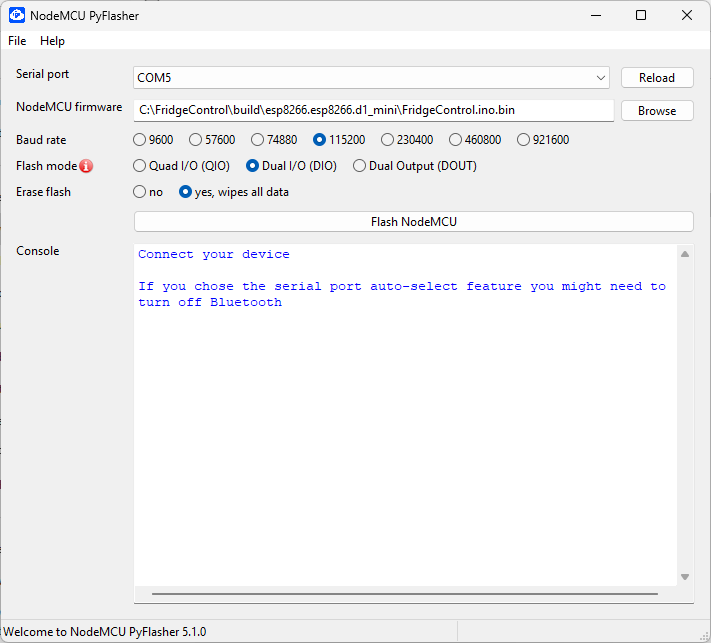 NodeMCU PyFlasher
File Help
Serial port COM5 Reload
NodeMCU firmware C:\FridgeControl\build\esp8266.esp8266.d1_mini\FridgeControl.ino.bin Browse
Baud rate 9600 57600 74880 115200 230400 460800 921600
Flash mode Quad I/O (QIO) Dual I/O (DIO) Dual Output (DOUT)
Erase flash no yes, wipes all data
Flash NodeMCU
Console
Connect your device
If you chose the serial port auto-select feature you might need to
turn off Bluetooth
Welcome to NodeMCU PyFlasher 5.1.0